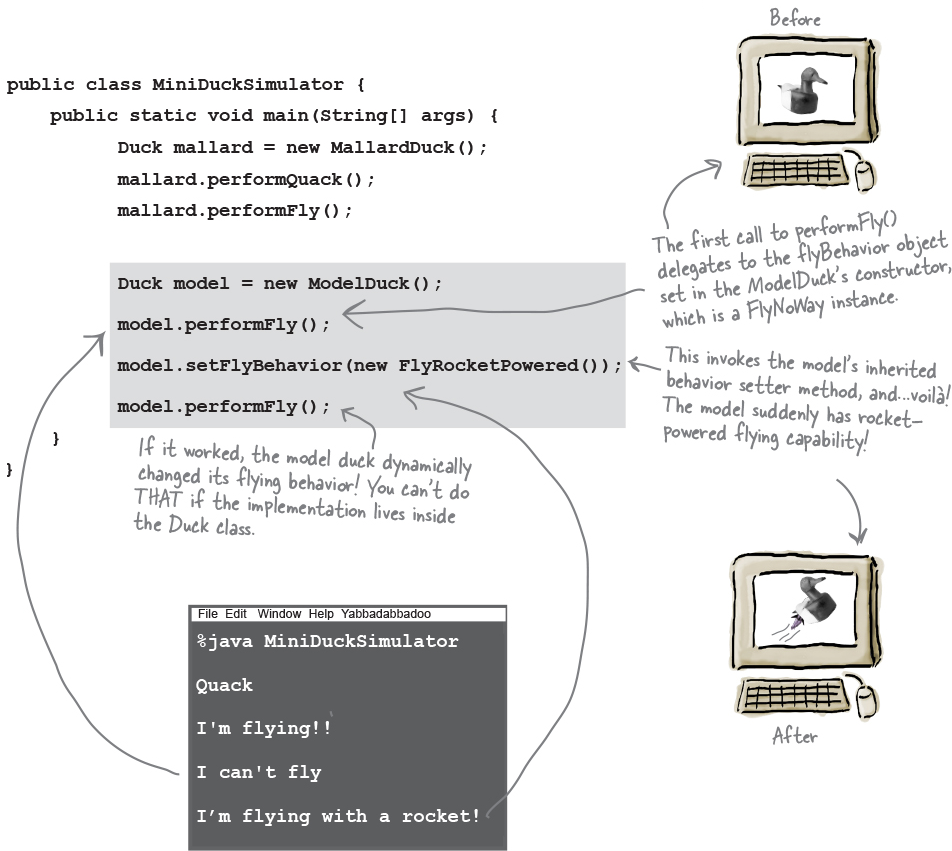 Before
public class MiniDuckSimulator {
public static void main(String[] args) {
Duck mallard = new MallardDuck();
mallard.performQuack();
mallard.performFly();
The first call to performFly()
delegates to the flyBehavior object
set in the ModelDuck's constructor,
which is a FlyNoWay instance.
Duck model = new ModelDuck();
model.performFly();
model.setFlyBehavior(new FlyRocketPowered());
model.performFly();
}
}
This invokes the model's inherited
behavior setter method, and...voilà!
The model suddenly has rocket–
powered flying capability!
If it worked, the model duck dynamically
changed its flying behavior! You can't do
THAT if the implementation lives inside
the Duck class.
File Edit Window Help Yabbadabbadoo
%java MiniDuckSimulator
Quack
I'm flying!!
I can't fly
I’m flying with a rocket!
After